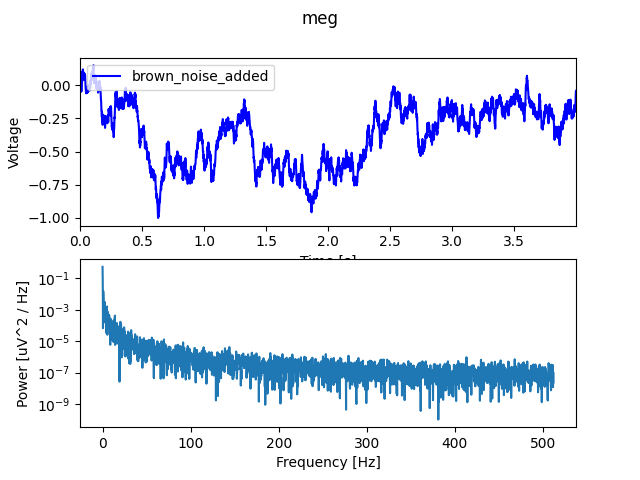 meg
brown_noise_added
Voltage
0.00
−0.25
−0.50
−0.75
−1.00
0.0 0.5 1.0 1.5 2.0 2.5 3.0 3.5
Time [s]
Power [uV^2 / Hz]
10⁻¹
10⁻³
10⁻⁵
10⁻⁷
10⁻⁹
0 100 200 300 400 500
Frequency [Hz]